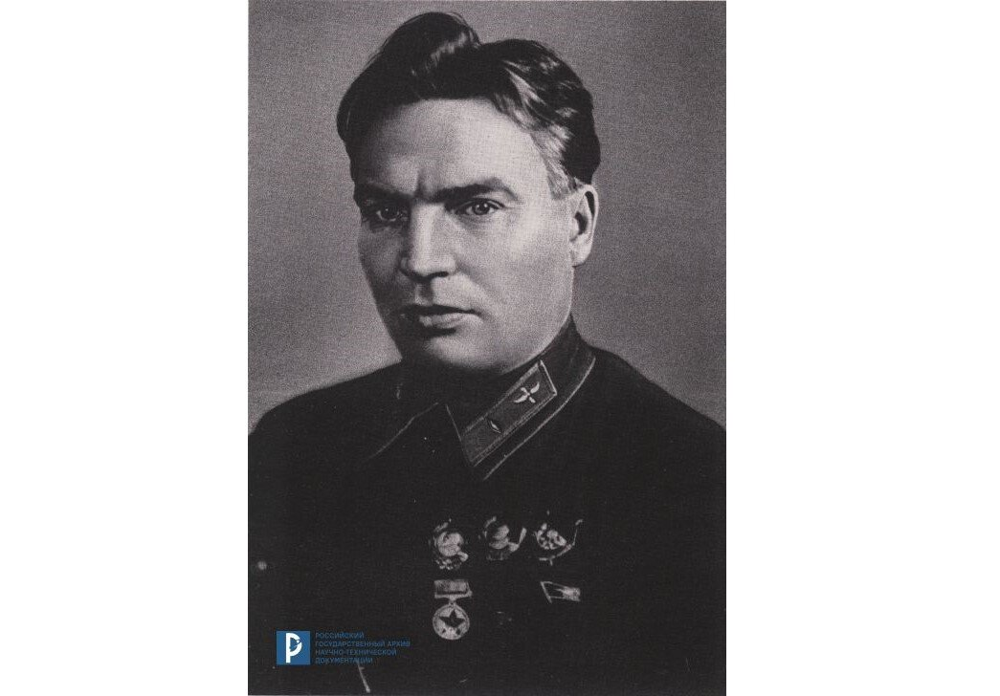 РОССИЙСКИЙ
ГОСУДАРСТВЕННЫЙ АРХИВ
НАУЧНО-ТЕХНИЧЕСКОЙ
ДОКУМЕНТАЦИИ